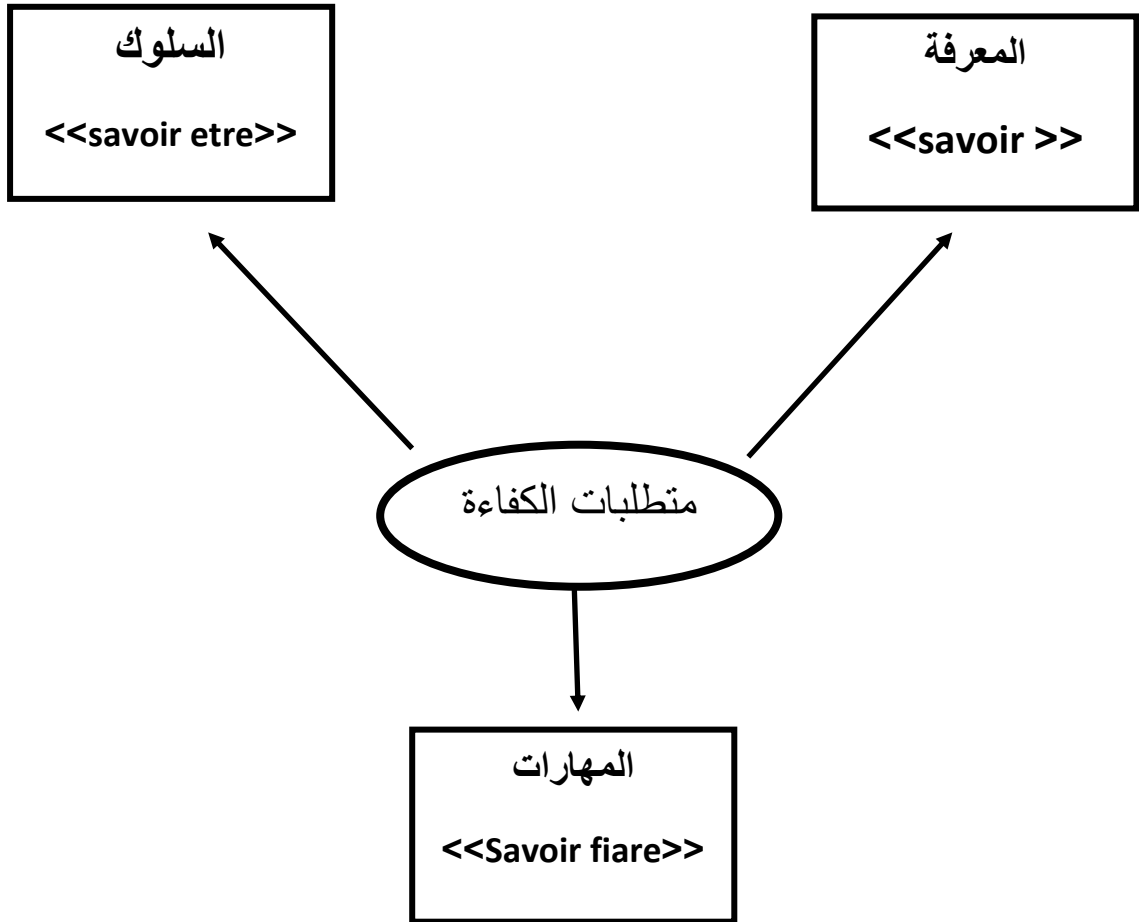 المعرفة
<<savoir >>
السلوك
<<savoir etre>>
متطلبات الكفاءة
المهارات
<<Savoir fiare>>